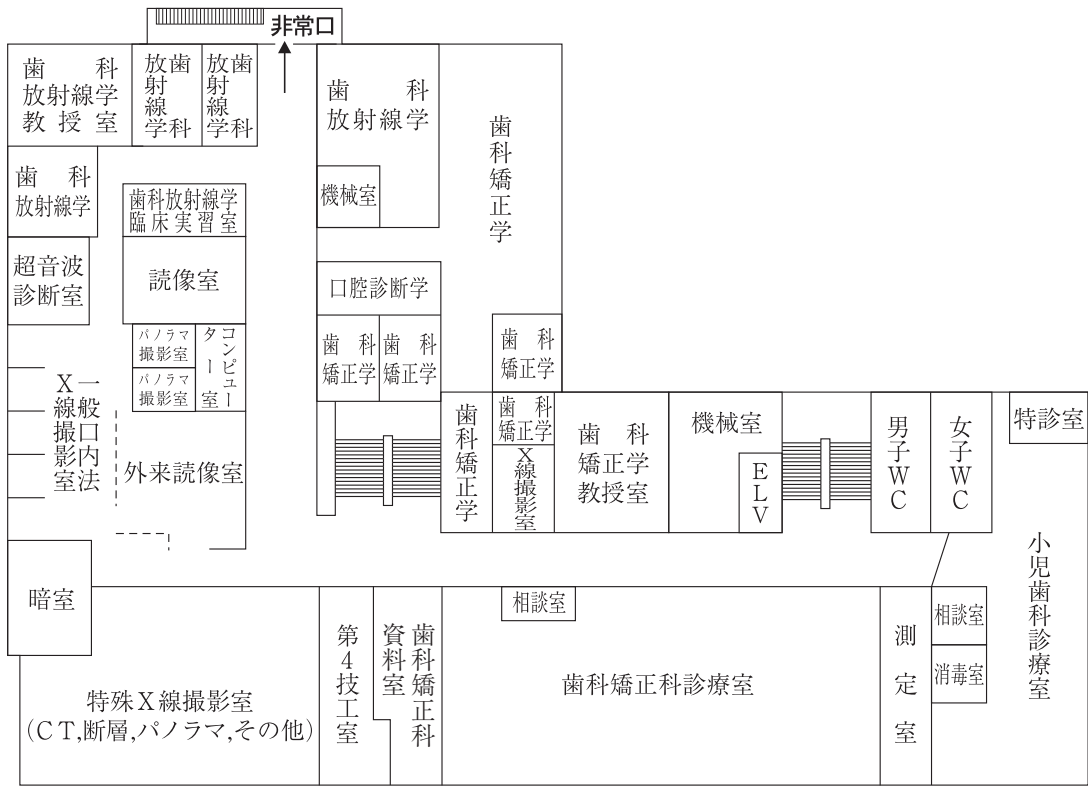 非常口
歯科
放射線学
教授室
歯科放射線学
歯科放射線学
歯科
放射線学
機械室
歯科矯正学
歯科
放射線学
歯科放射線学
臨床実習室
超音波
診断室
読像室
口腔診断学
パノラマ
撮影室
コンピューター室
パノラマ
撮影室
歯科
矯正学
歯科
矯正学
歯科
矯正学
一般口内法
X線撮影室
外来読像室
歯科矯正学
歯科
矯正学
X線撮影室
歯科
矯正学
教授室
機械室
ELV
男子WC
女子WC
特診室
小児歯科診療室
暗室
特殊X線撮影室
(CT,断層,パノラマ,その他)
第4技工室
歯科矯正科
資料室
相談室
歯科矯正科診療室
測定室
相談室
消毒室